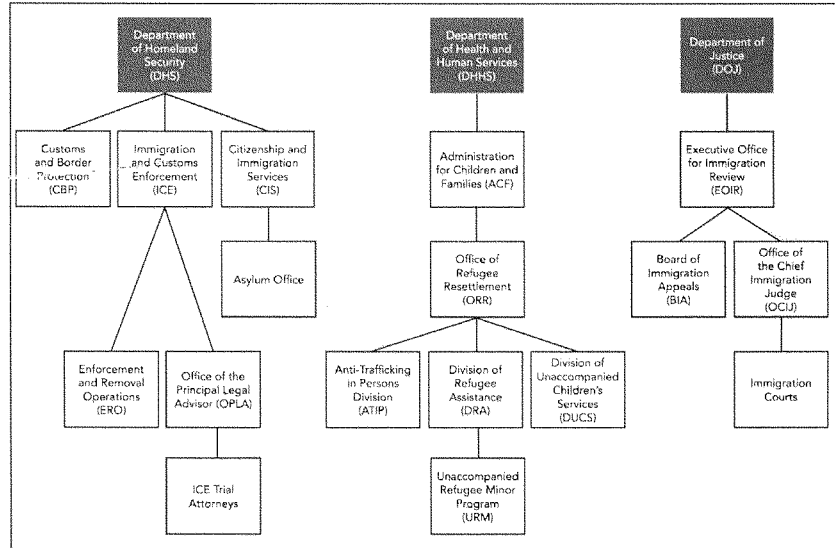 Department
of Homeland
Security
(DHS)
Department
of Health and
Human Services
(DHHS)
Department of
Justice
(DOJ)
Customs
and Border
Protection
(CBP)
Immigration
and Customs
Enforcement
(ICE)
Citizenship and
Immigration
Services
(CIS)
Administration
for Children and
Families (ACF)
Executive Office
for Immigration
Review
(EOIR)
Asylum Office
Office of
Refugee
Resettlement
(ORR)
Board of
Immigration
Appeals
(BIA)
Office of
the Chief
Immigration
Judge
(OCIJ)
Enforcement
and Removal
Operations
(ERO)
Office of the
Principal Legal
Advisor (OPLA)
Anti-Trafficking
in Persons
Division
(ATIP)
Division of
Refugee
Assistance
(DRA)
Division of
Unaccompanied
Children's
Services
(DUCS)
Immigration
Courts
ICE Trial
Attorneys
Unaccompanied
Refugee Minor
Program
(URM)